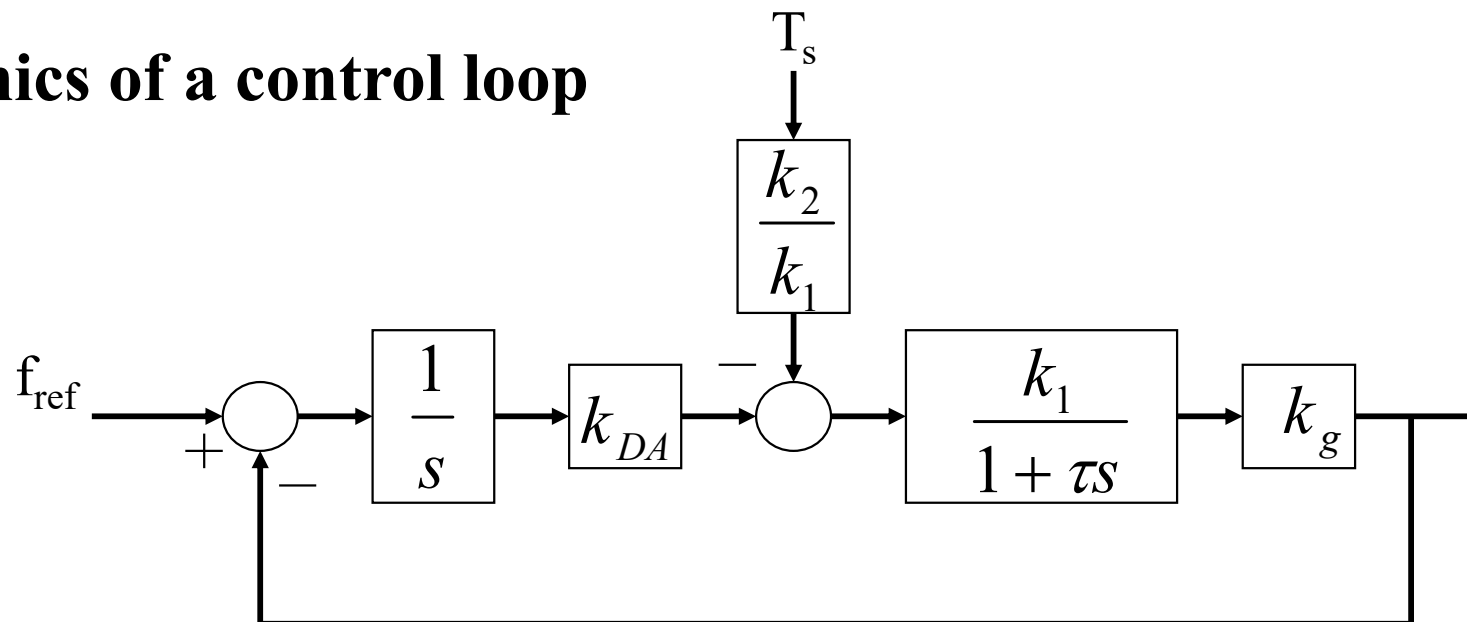 nics of a control loop
T_s
k_2
k_1
f_ref
+
−
1
s
k_DA
−
k_1
1 + τs
k_g